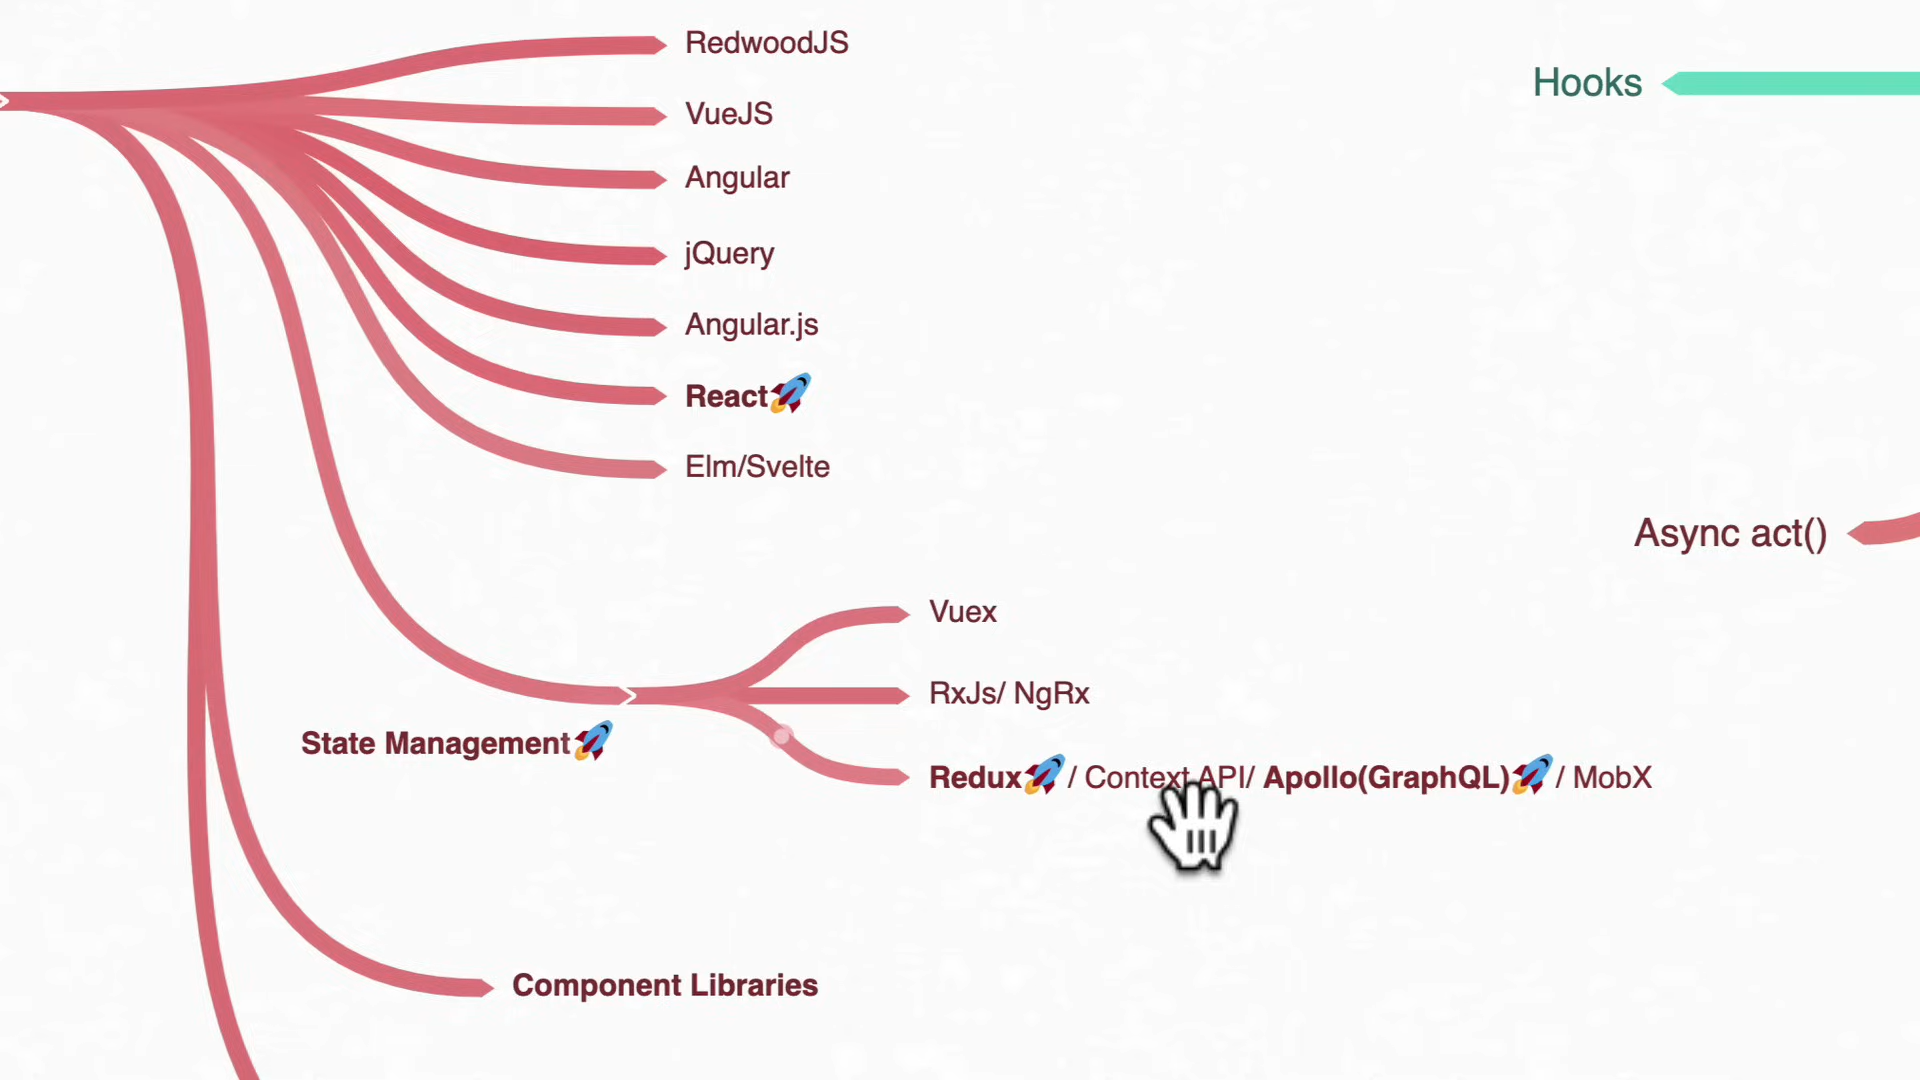 RedwoodJS
Hooks
VueJS
Angular
jQuery
Angular.js
React🚀
Elm/Svelte
Async act()
Vuex
RxJs/ NgRx
State Management🚀
Redux🚀/ Context API/ Apollo(GraphQL)🚀/ MobX
Component Libraries